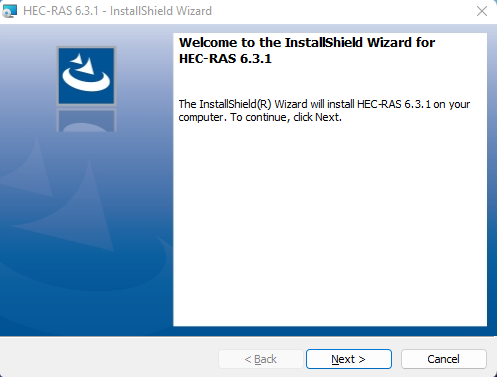 HEC-RAS 6.3.1 - InstallShield Wizard
Welcome to the InstallShield Wizard for
HEC-RAS 6.3.1
The InstallShield(R) Wizard will install HEC-RAS 6.3.1 on your
computer. To continue, click Next.
< Back
Next >
Cancel